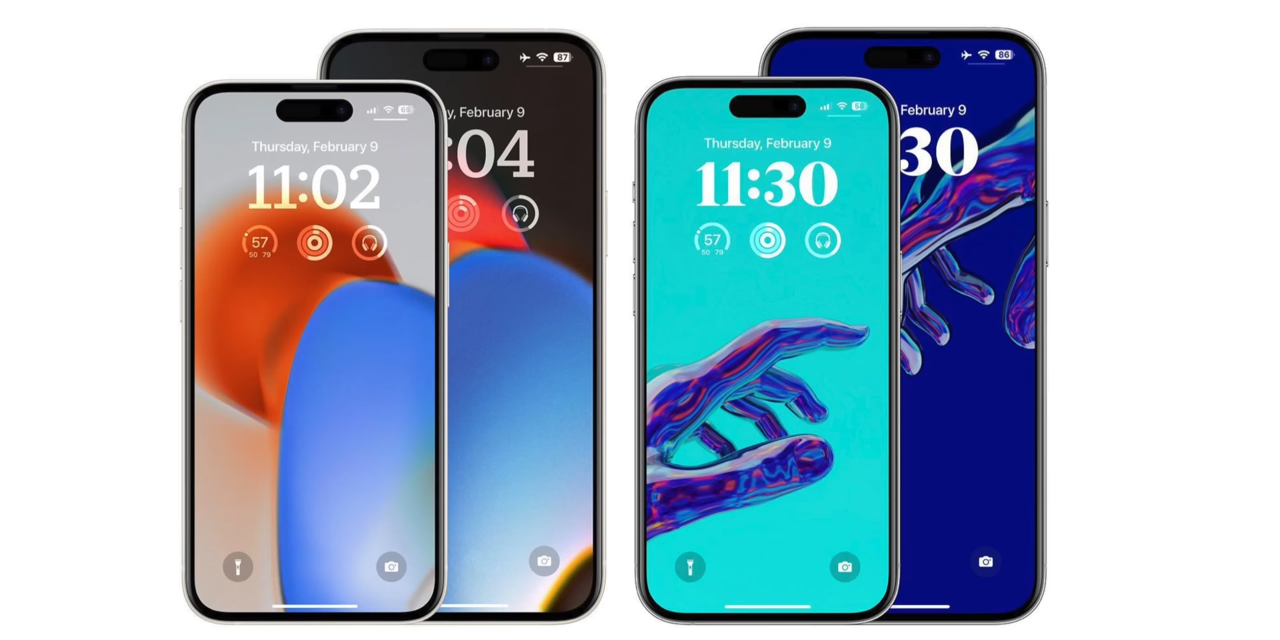 Thursday, February 9
11:02
57
50 79
87
y, February 9
:04
Thursday, February 9
11:30
57
50 79
86
February 9
30